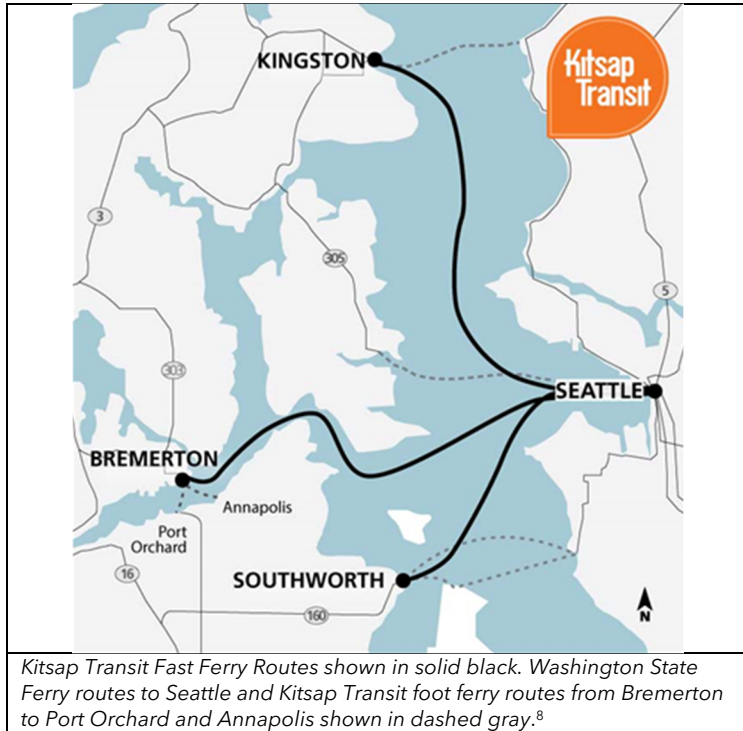 KINGSTON
Kitsap
Transit
3
305
5
303
SEATTLE
BREMERTON
Annapolis
Port
Orchard
16
SOUTHWORTH
160
N
Kitsap Transit Fast Ferry Routes shown in solid black. Washington State
Ferry routes to Seattle and Kitsap Transit foot ferry routes from Bremerton
to Port Orchard and Annapolis shown in dashed gray.⁸